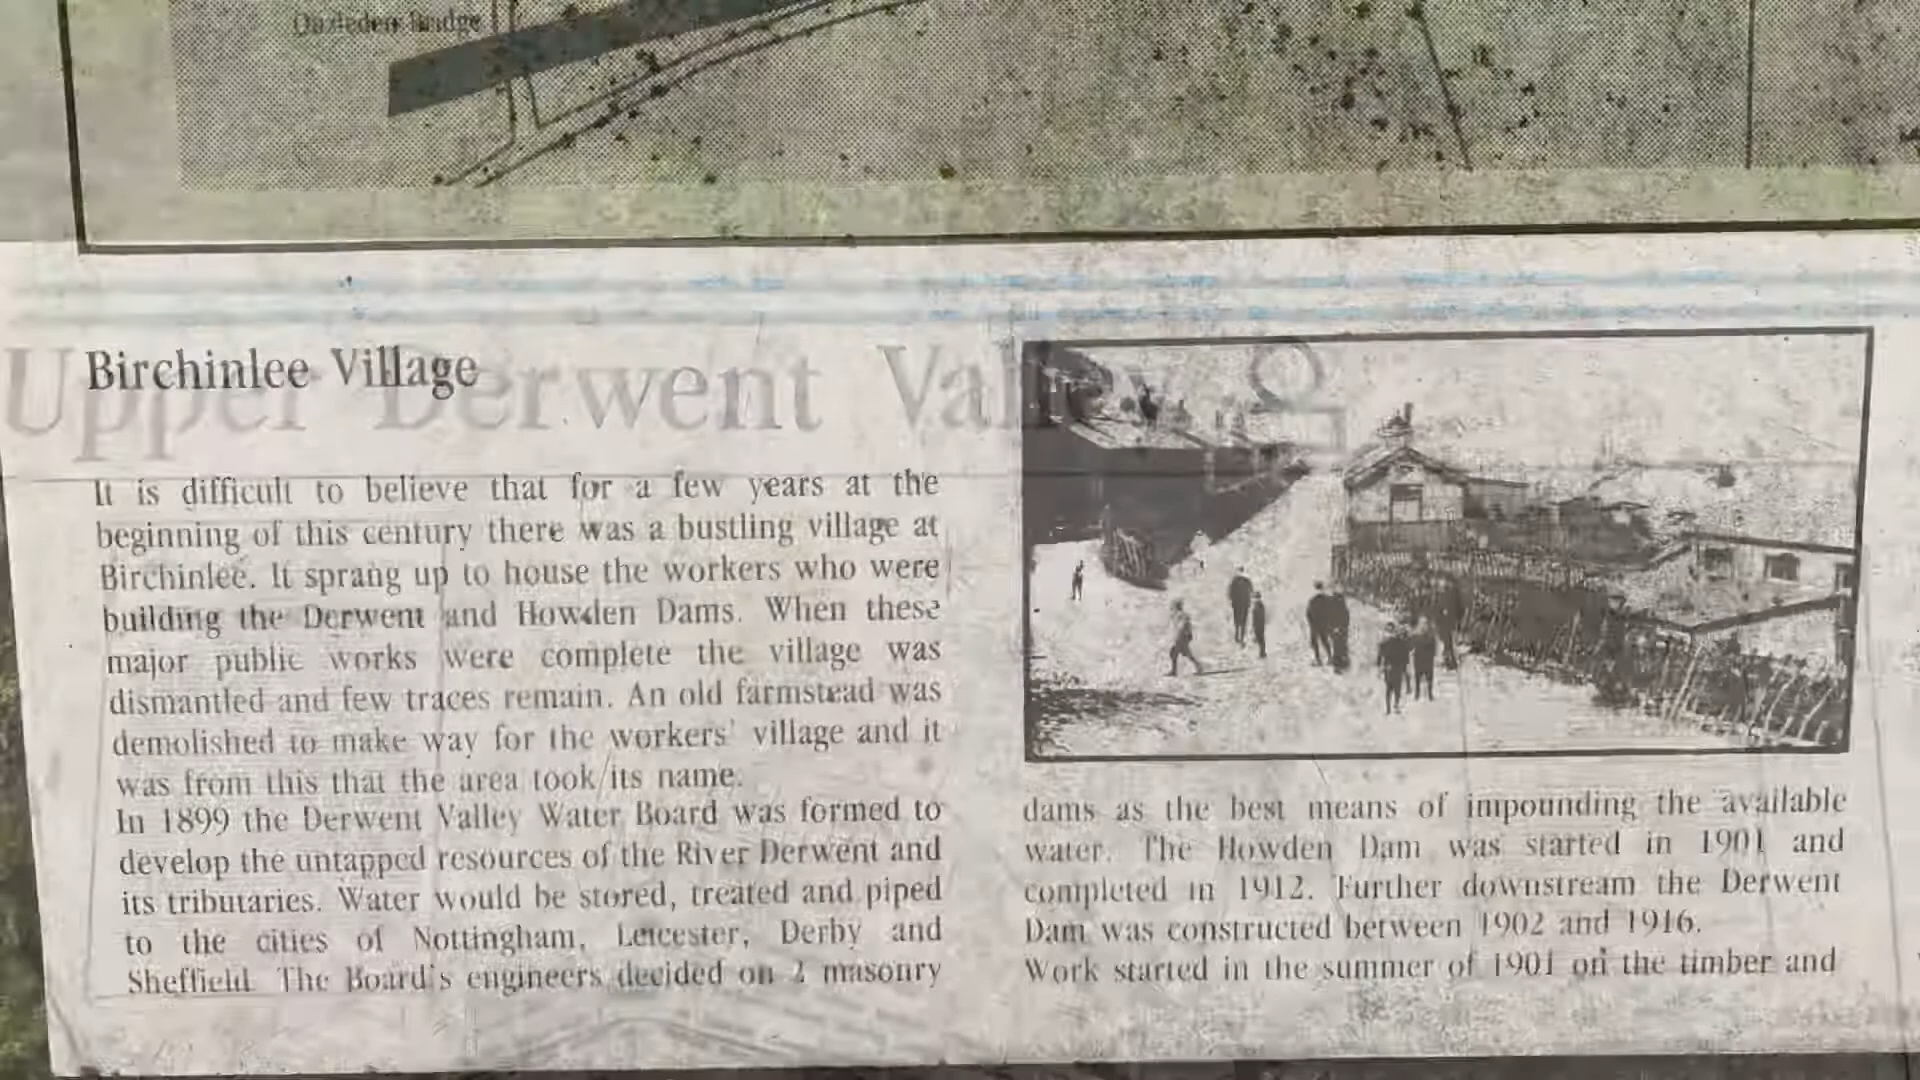 Ouzleden Bridge
Birchinlee Village
Upper Derwent Valley
It is difficult to believe that for a few years at the
beginning of this century there was a bustling village at
Birchinlee. It sprang up to house the workers who were
building the Derwent and Howden Dams. When these
major public works were complete the village was
dismantled and few traces remain. An old farmstead was
demolished to make way for the workers' village and it
was from this that the area took its name.
In 1899 the Derwent Valley Water Board was formed to
develop the untapped resources of the River Derwent and
its tributaries. Water would be stored, treated and piped
to the cities of Nottingham, Leicester, Derby and
Sheffield. The Board's engineers decided on 2 masonry
dams as the best means of impounding the available
water. The Howden Dam was started in 1901 and
completed in 1912. Further downstream the Derwent
Dam was constructed between 1902 and 1916.
Work started in the summer of 1901 on the timber and